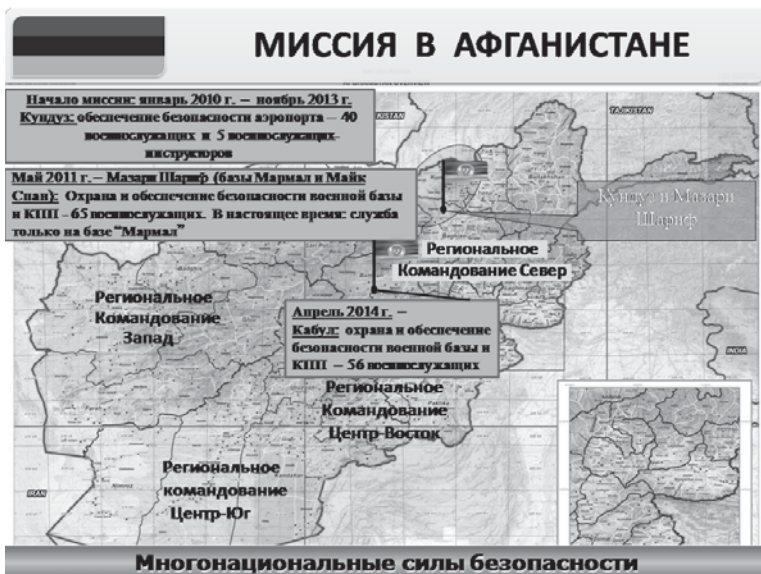 МИССИЯ В АФГАНИСТАНЕ
Начало миссии: январь 2010 г. – ноябрь 2013 г.
Кундуз: обеспечение безопасности аэропорта – 40
военнослужащих и 5 военнослужащих-
инструкторов
Май 2011 г. – Мазари Шариф (базы Мармал и Майк
Спан): Охрана и обеспечение безопасности военной базы
и КПП - 65 военнослужащих. В настоящее время: служба
только на базе “Мармал”
TAJIKISTAN
Кундуз и Мазари
Шариф
Региональное
Командование Север
Региональное
Командование
Запад
Апрель 2014 г. –
Кабул: охрана и обеспечение
безопасности военной базы и
КПП – 56 военнослужащих
INDIA
Региональное
Командование
Центр-Восток
Региональное
командование
Центр-Юг
IRAN
Многонациональные силы безопасности